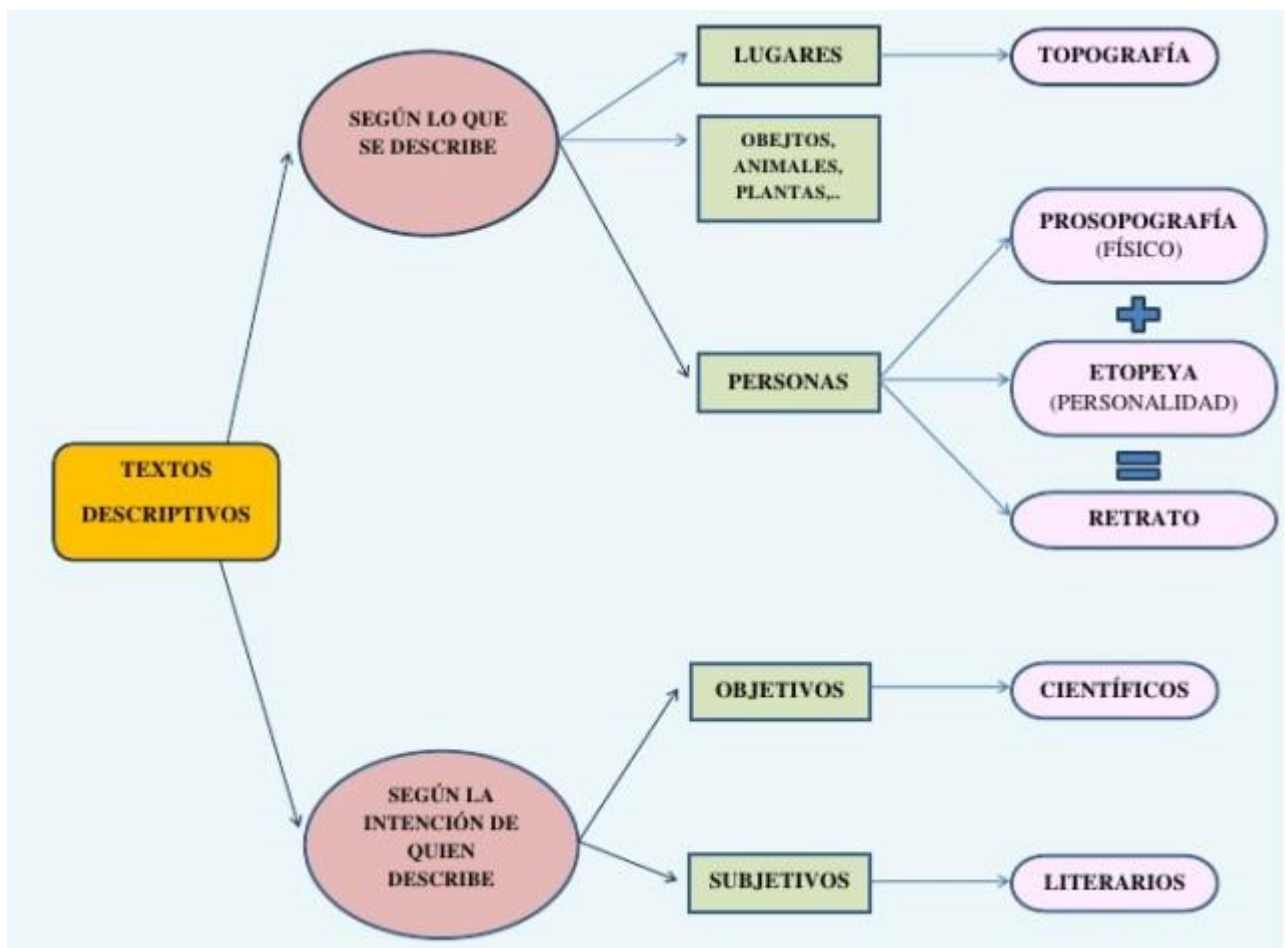 SEGÚN LO QUE
SE DESCRIBE
LUGARES
TOPOGRAFÍA
OBEJTOS,
ANIMALES,
PLANTAS,..
PERSONAS
PROSOPOGRAFÍA
(FÍSICO)
ETOPEYA
(PERSONALIDAD)
RETRATO
TEXTOS
DESCRIPTIVOS
SEGÚN LA
INTENCIÓN DE
QUIEN
DESCRIBE
OBJETIVOS
CIENTÍFICOS
SUBJETIVOS
LITERARIOS